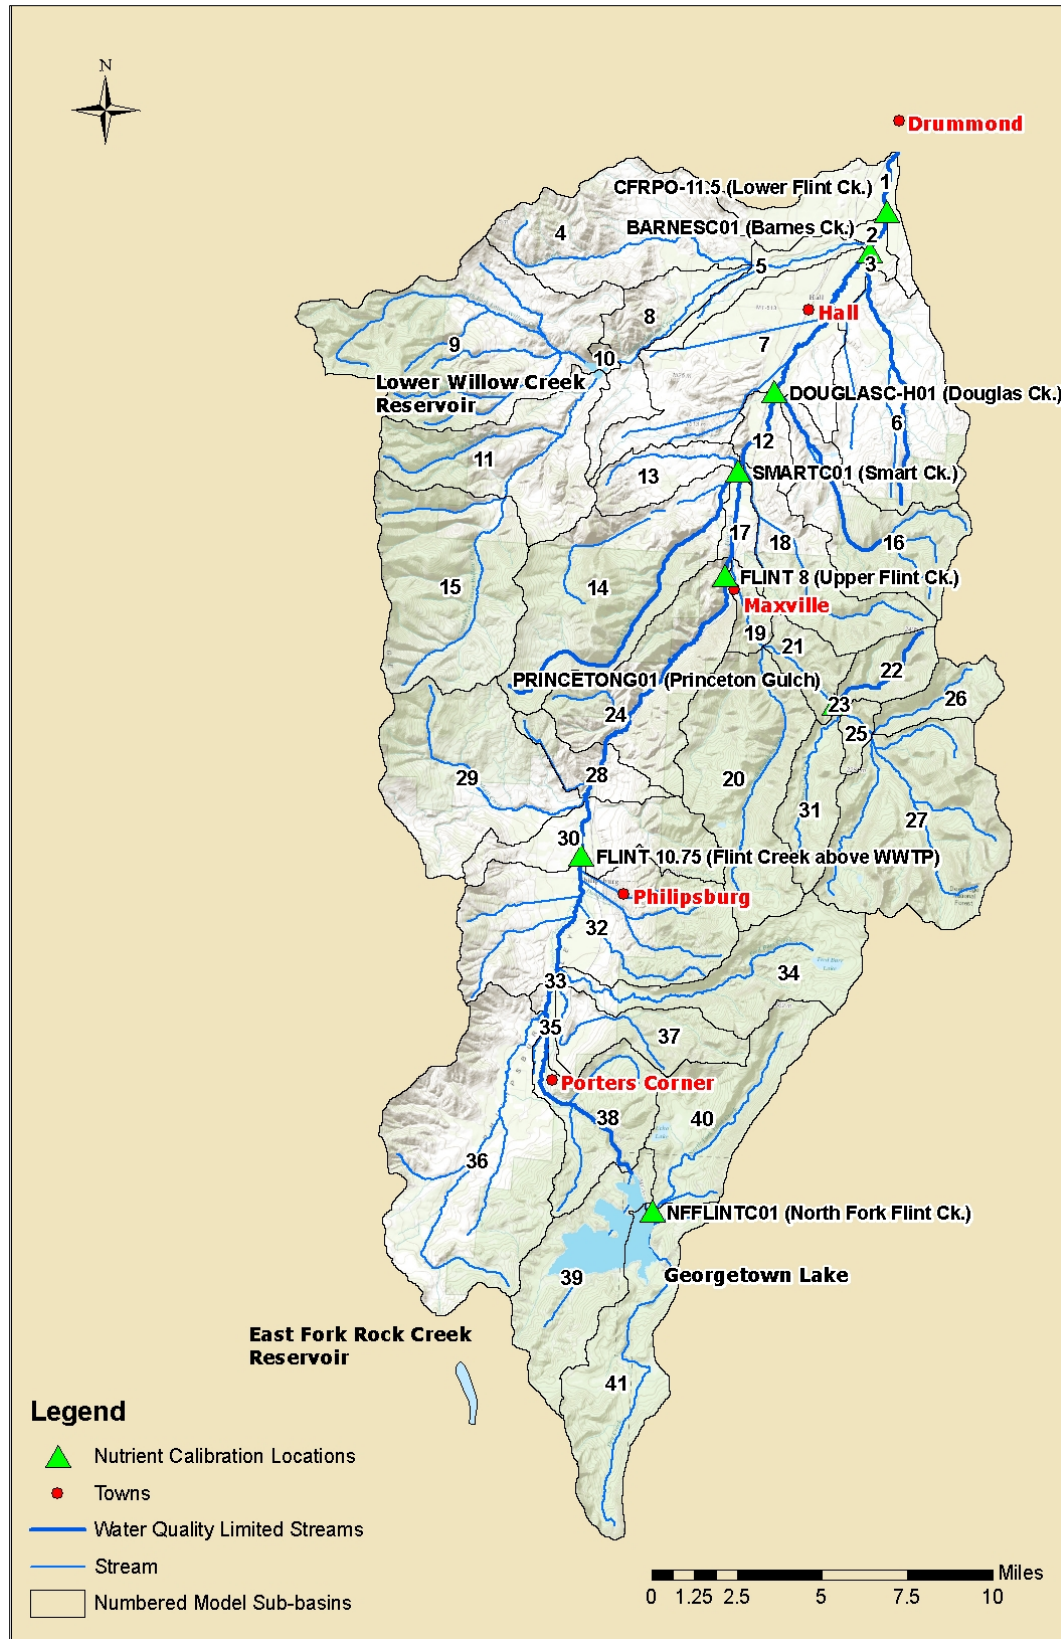 N
Drummond
CFRPO-11.5 (Lower Flint Ck.)
1
BARNESC01 (Barnes Ck.)
2
4
5
3
Hall
8
7
9
10
Lower Willow Creek
Reservoir
DOUGLASC-H01 (Douglas Ck.)
6
12
11
13
SMARTC01 (Smart Ck.)
17
18
16
15
14
FLINT 8 (Upper Flint Ck.)
Maxville
19
21
22
PRINCETONG01 (Princeton Gulch)
26
23
24
25
29
28
20
31
27
30
FLINT 10.75 (Flint Creek above WWTP)
Philipsburg
32
34
33
35
37
Porters Corner
38
40
36
NFFLINTC01 (North Fork Flint Ck.)
39
Georgetown Lake
East Fork Rock Creek
Reservoir
41
Legend
Nutrient Calibration Locations
Towns
Water Quality Limited Streams
Stream
Numbered Model Sub-basins
Miles
0 1.25 2.5 5 7.5 10